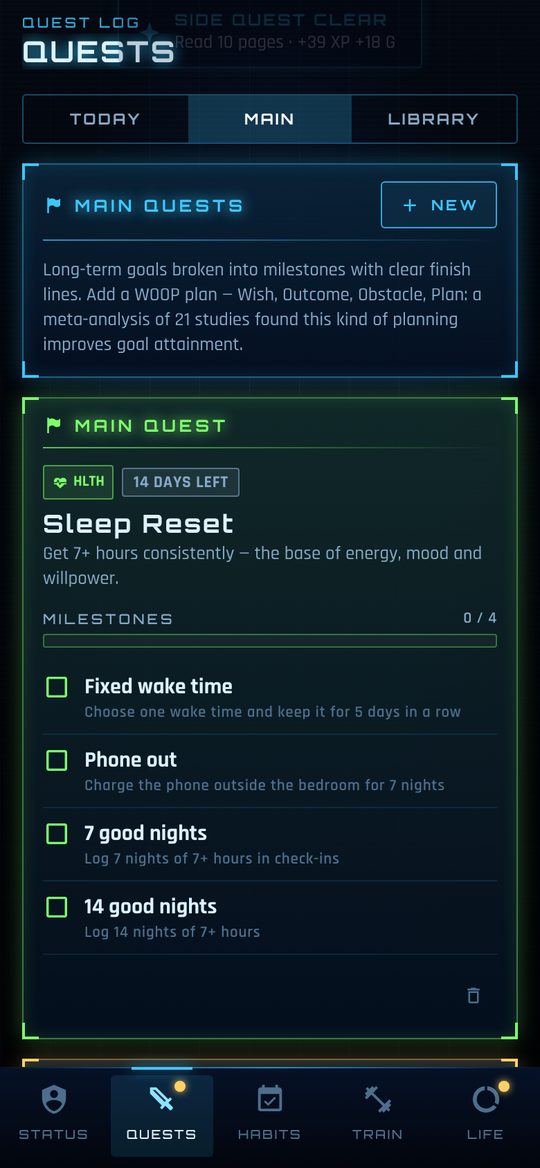 QUEST LOG
SIDE QUEST CLEAR
QUESTS
Read 10 pages · +39 XP +18 G
TODAY
MAIN
LIBRARY
MAIN QUESTS
+ NEW
Long-term goals broken into milestones with clear finish
lines. Add a WOOP plan — Wish, Outcome, Obstacle, Plan: a
meta-analysis of 21 studies found this kind of planning
improves goal attainment.
MAIN QUEST
HLTH
14 DAYS LEFT
Sleep Reset
Get 7+ hours consistently — the base of energy, mood and
willpower.
MILESTONES
0 / 4
Fixed wake time
Choose one wake time and keep it for 5 days in a row
Phone out
Charge the phone outside the bedroom for 7 nights
7 good nights
Log 7 nights of 7+ hours in check-ins
14 good nights
Log 14 nights of 7+ hours
STATUS
QUESTS
HABITS
TRAIN
LIFE